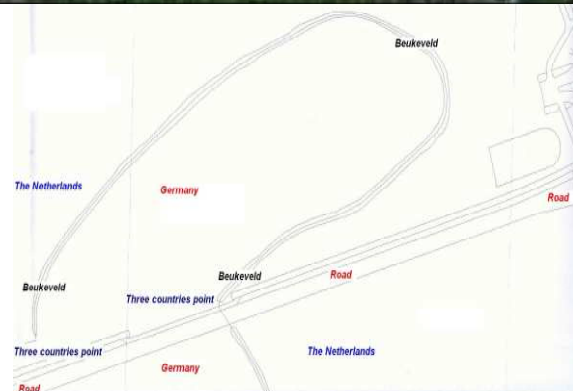 Beukeveld
The Netherlands
Germany
Road
Beukeveld
Road
Beukeveld
Three countries point
Three countries point
The Netherlands
Germany
Road